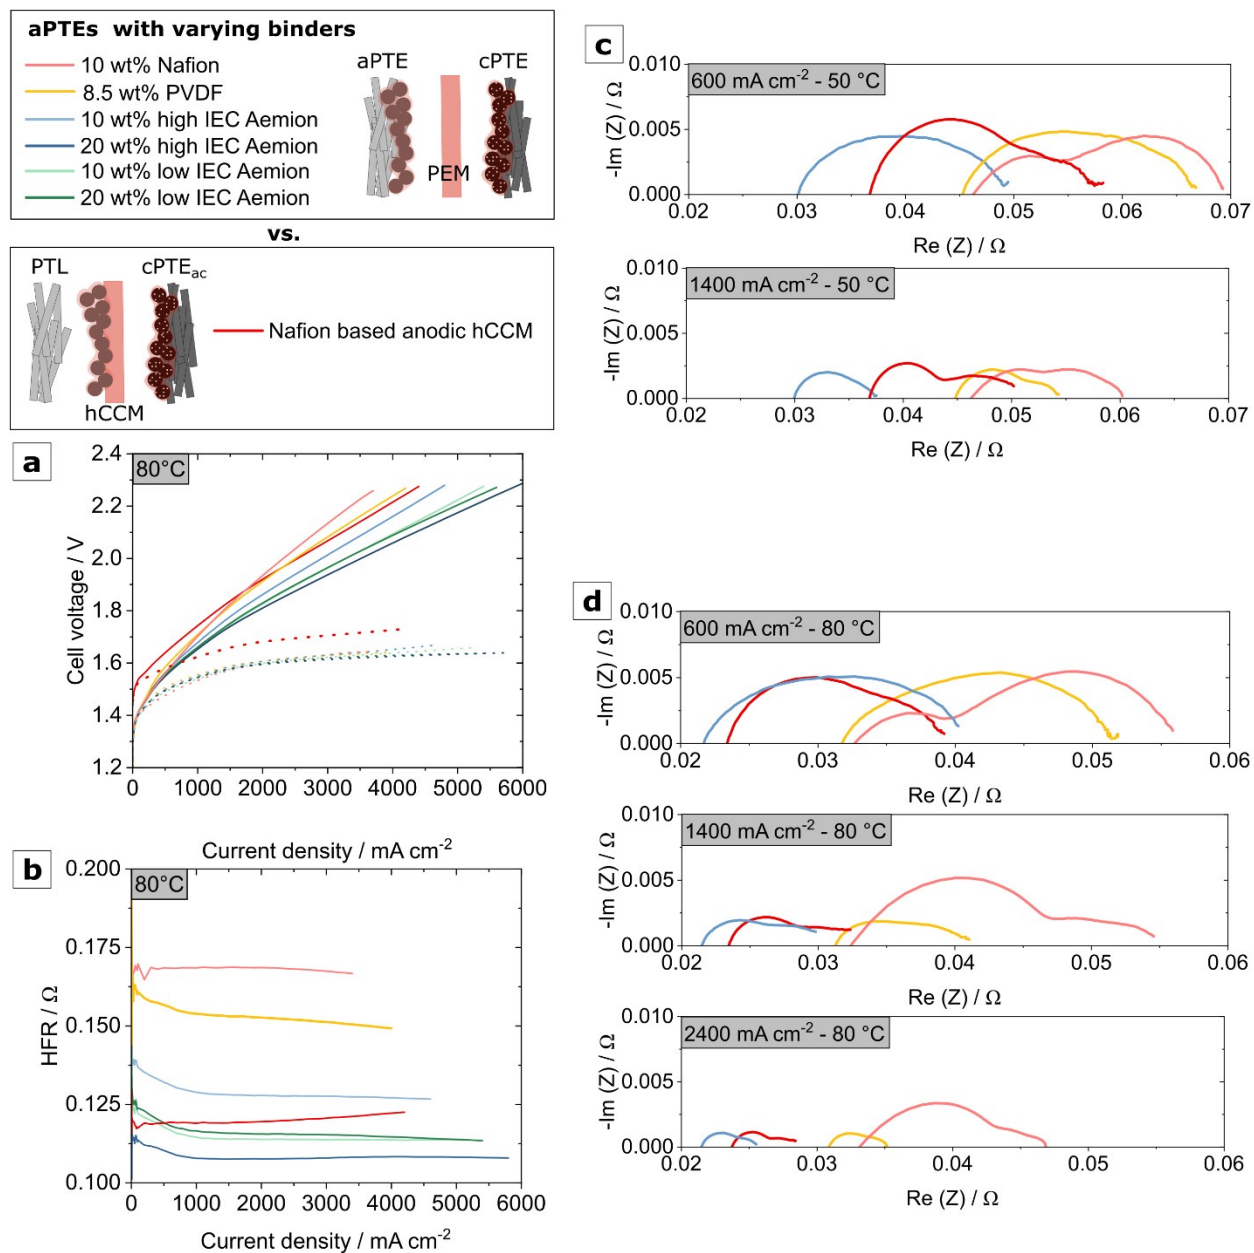 aPTEs with varying binders
10 wt% Nafion
8.5 wt% PVDF
10 wt% high IEC Aemion
20 wt% high IEC Aemion
10 wt% low IEC Aemion
20 wt% low IEC Aemion
aPTE
cPTE
PEM
vs.
PTL
cPTEac
hCCM
Nafion based anodic hCCM
a
80°C
2.4
2.2
2.0
1.8
1.6
1.4
1.2
Cell voltage / V
0 1000 2000 3000 4000 5000 6000
Current density / mA cm-2
b
80°C
0.200
0.175
0.150
0.125
0.100
HFR / Ω
0 1000 2000 3000 4000 5000 6000
Current density / mA cm-2
c
600 mA cm-2 - 50 °C
0.010
0.005
0.000
-Im (Z) / Ω
0.02 0.03 0.04 0.05 0.06 0.07
Re (Z) / Ω
1400 mA cm-2 - 50 °C
0.010
0.005
0.000
-Im (Z) / Ω
0.02 0.03 0.04 0.05 0.06 0.07
Re (Z) / Ω
d
600 mA cm-2 - 80 °C
0.010
0.005
0.000
-Im (Z) / Ω
0.02 0.03 0.04 0.05 0.06
Re (Z) / Ω
1400 mA cm-2 - 80 °C
0.010
0.005
0.000
-Im (Z) / Ω
0.02 0.03 0.04 0.05 0.06
Re (Z) / Ω
2400 mA cm-2 - 80 °C
0.010
0.005
0.000
-Im (Z) / Ω
0.02 0.03 0.04 0.05 0.06
Re (Z) / Ω